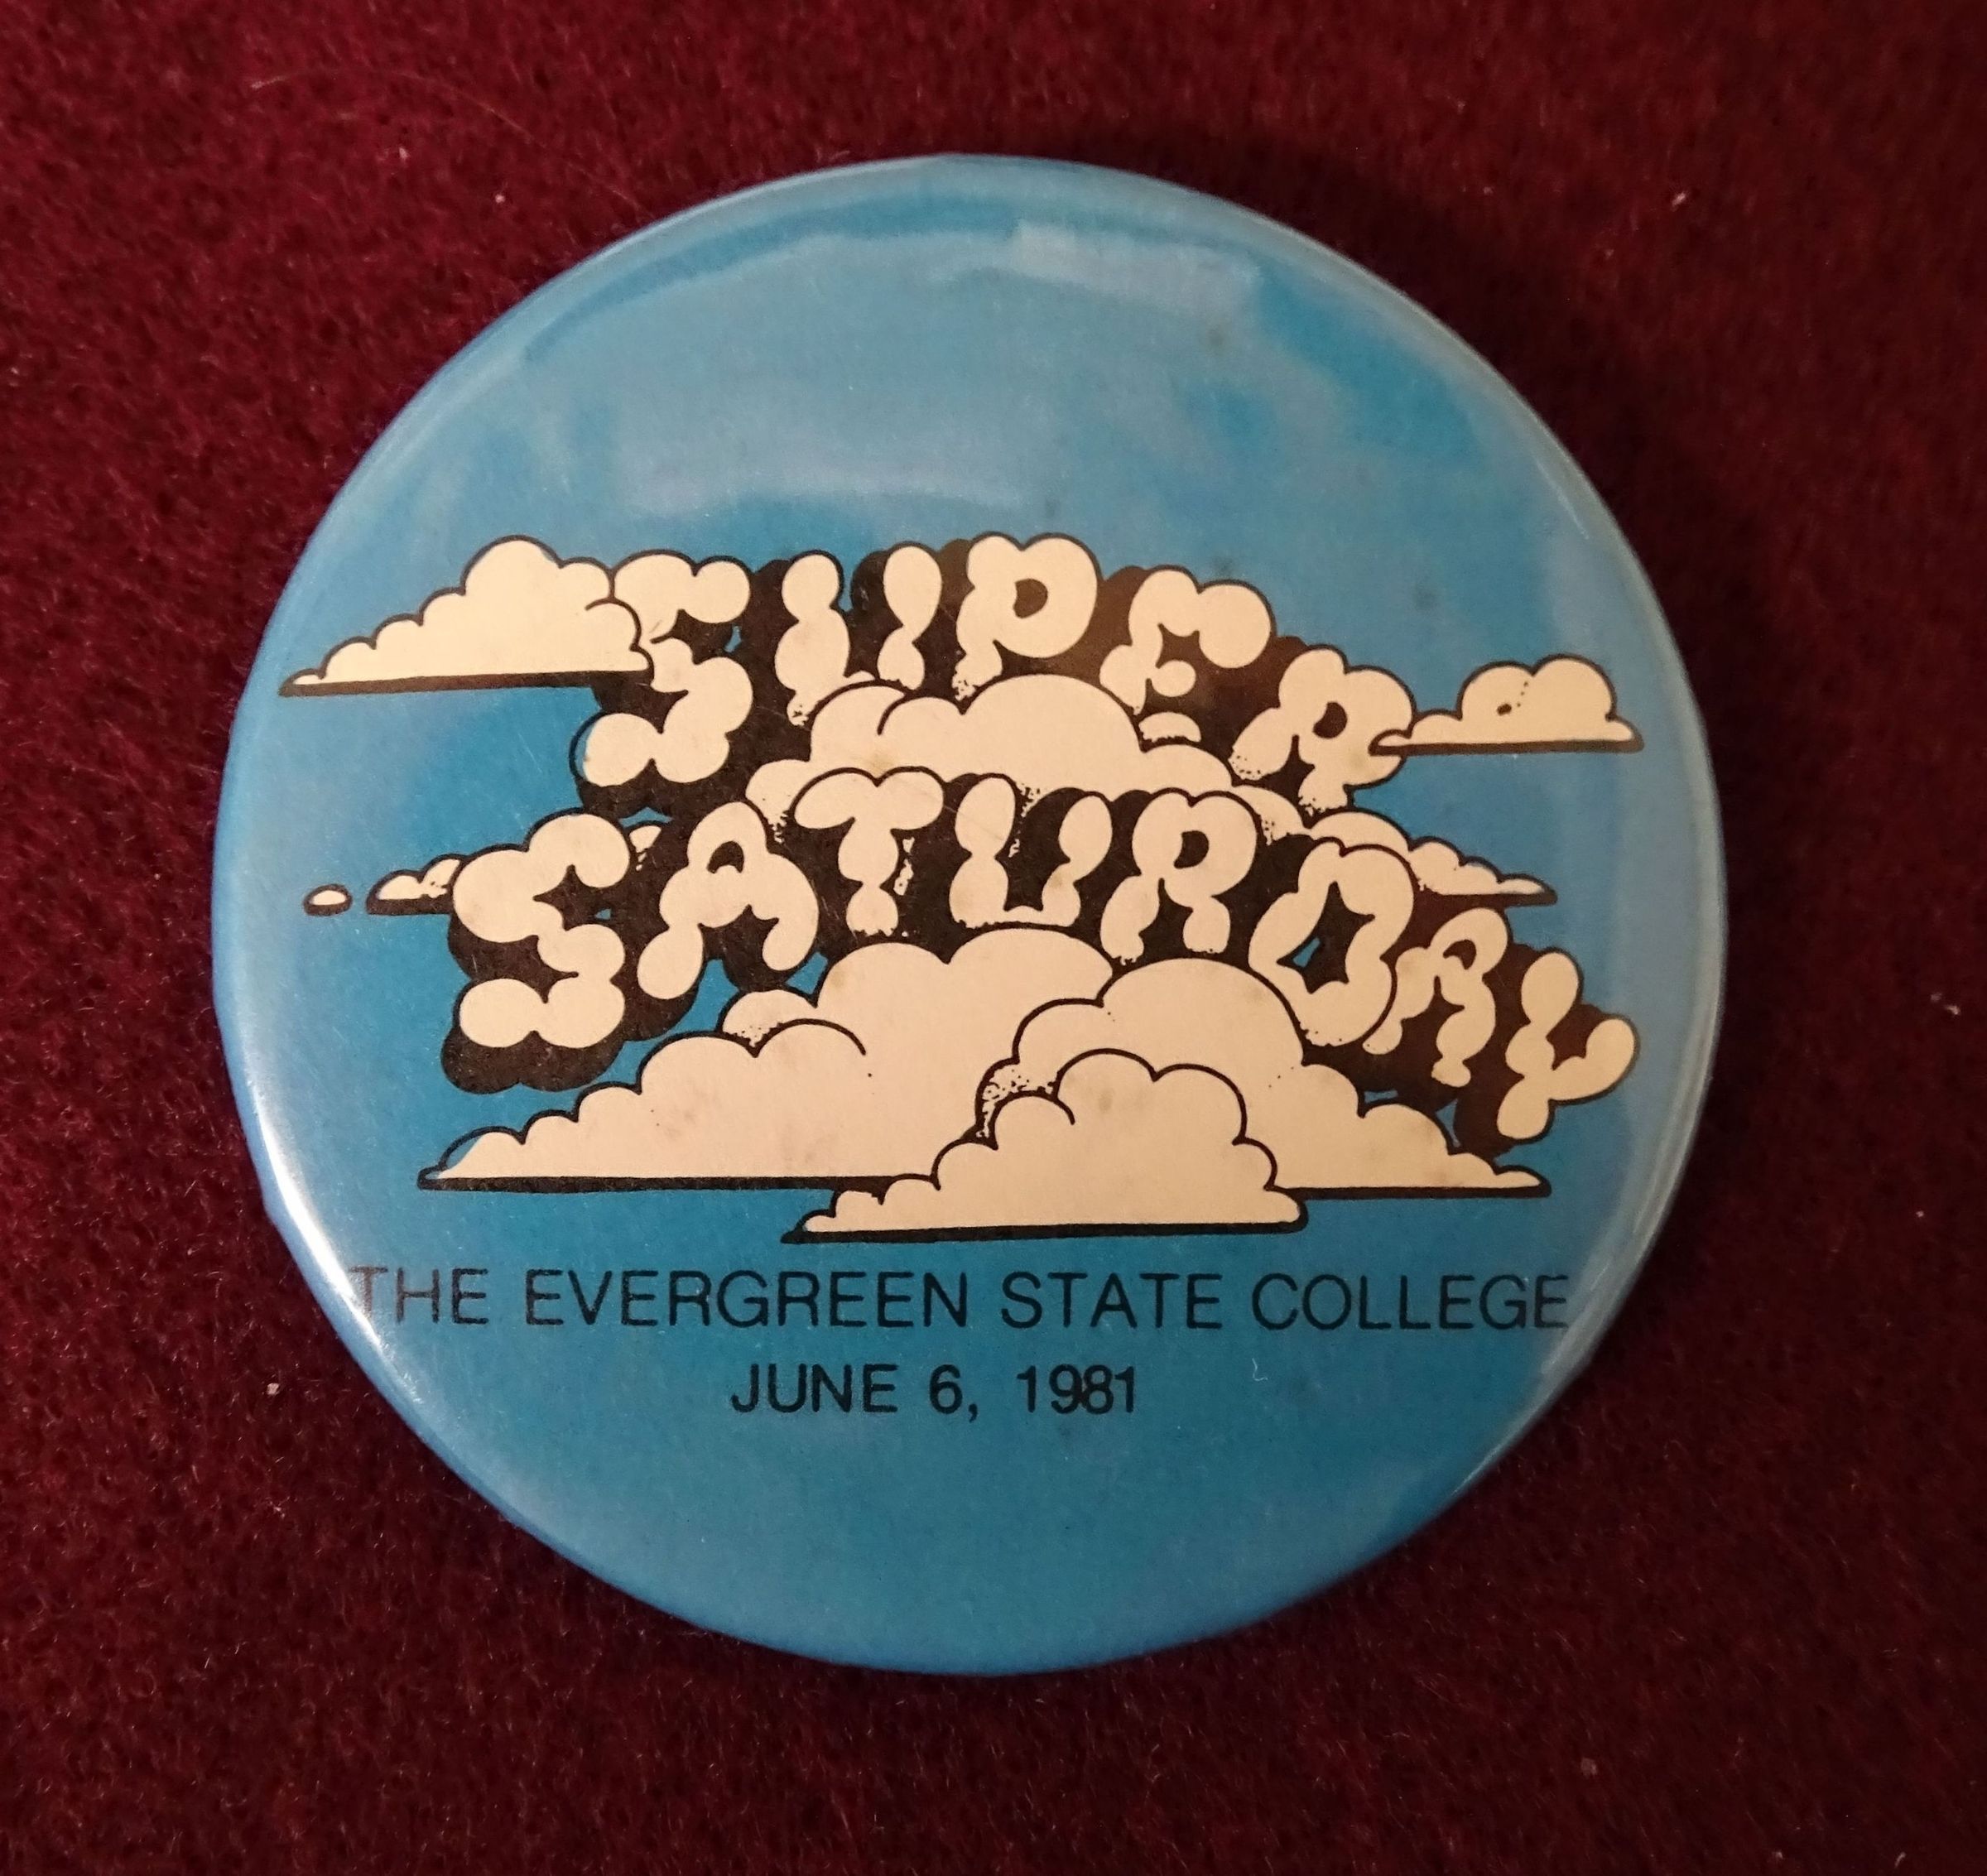 SUPER
SATURDAY
THE EVERGREEN STATE COLLEGE
JUNE 6, 1981